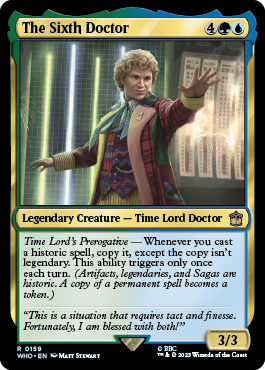 The Sixth Doctor 4
Legendary Creature — Time Lord Doctor
Time Lord's Prerogative — Whenever you cast
a historic spell, copy it, except the copy isn't
legendary. This ability triggers only once
each turn. (Artifacts, legendaries, and Sagas are
historic. A copy of a permanent spell becomes a
token.)
"This is a situation that requires tact and finesse.
Fortunately, I am blessed with both!"
3/3
R 0159
WHO • EN Matt Stewart
© BBC
™ & © 2023 Wizards of the Coast